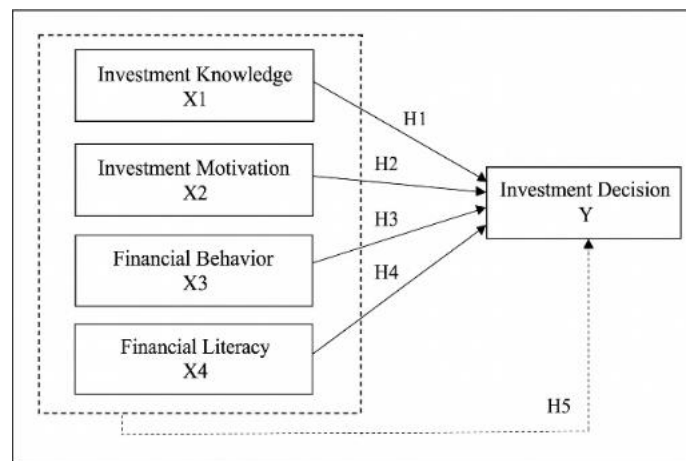 Investment Knowledge
X1
H1
Investment Motivation
X2
H2
Investment Decision
Y
H3
Financial Behavior
X3
H4
Financial Literacy
X4
H5